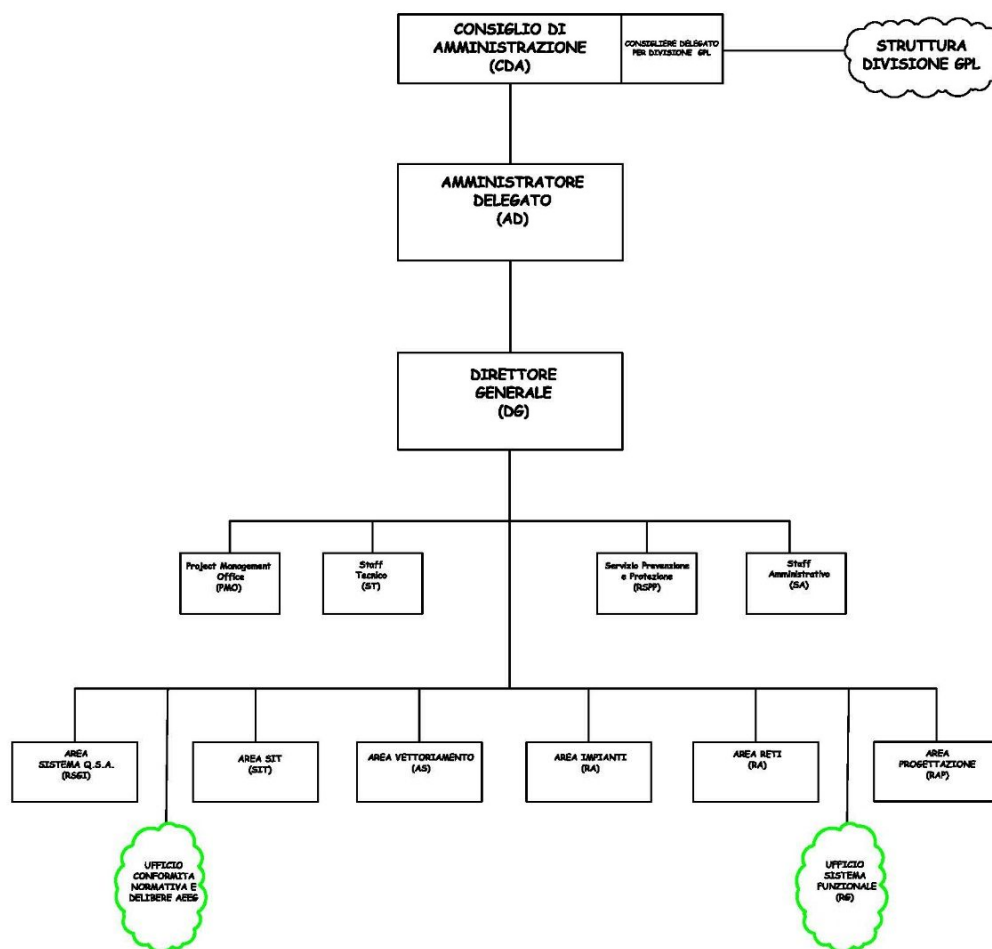 CONSIGLIO DI
AMMINISTRAZIONE
(CDA)
CONSIGLIERE DELEGATO
PER DIVISIONE GPL
STRUTTURA
DIVISIONE GPL
AMMINISTRATORE
DELEGATO
(AD)
DIRETTORE
GENERALE
(DG)
Project Management
Office
(PMO)
Staff
Tecnico
(ST)
Servizio Prevenzione
e Protezione
(RSPP)
Staff
Amministrativo
(SA)
AREA
SISTEMA Q.S.A.
(RSGI)
AREA SIT
(SIT)
AREA VETTORIAMENTO
(AS)
AREA IMPIANTI
(RA)
AREA RETI
(RA)
AREA
PROGETTAZIONE
(RAP)
UFFICIO
CONFORMITA
NORMATIVA E
DELIBERE AEEG
UFFICIO
SISTEMA
FUNZIONALE
(RG)